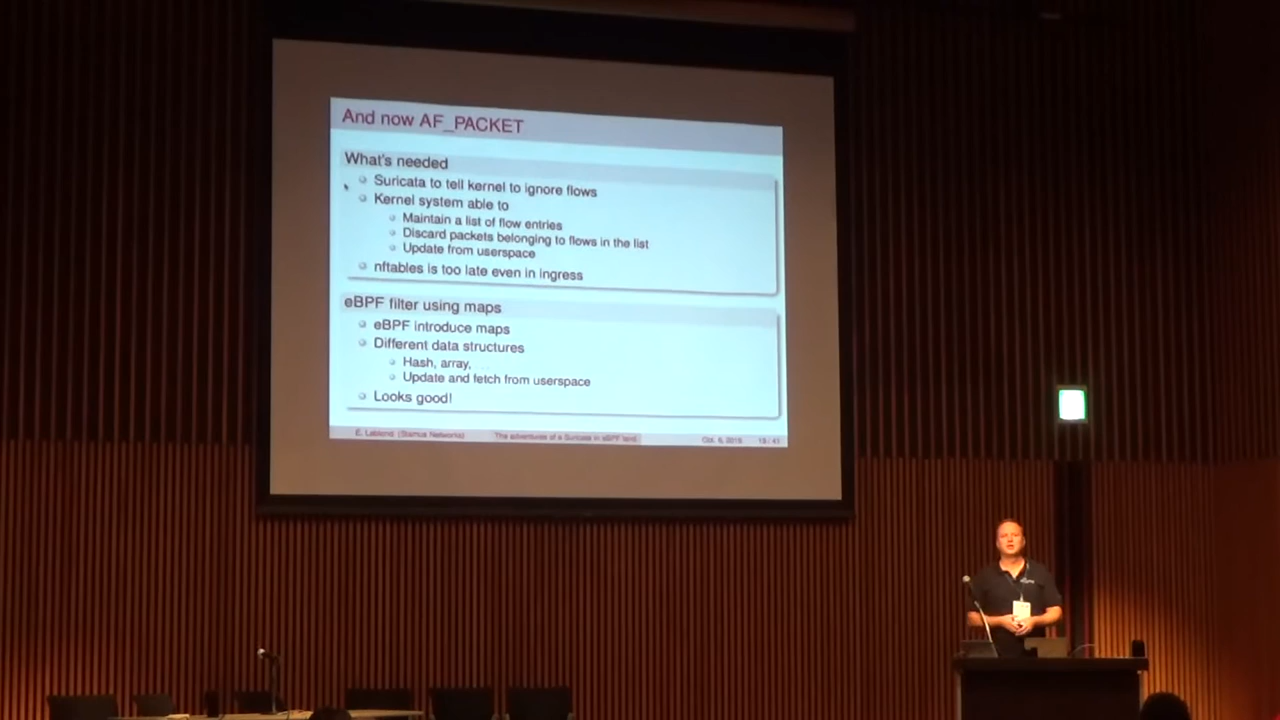 And now AF_PACKET
What's needed
Suricata to tell kernel to ignore flows
Kernel system able to
Maintain a list of flow entries
Discard packets belonging to flows in the list
Update from userspace
nftables is too late even in ingress
eBPF filter using maps
eBPF introduce maps
Different data structures
Hash, array,
Update and fetch from userspace
Looks good!
E. Leblond (Stamus Networks) The adventures of a Suricate in eBPF land Oct. 6, 2016